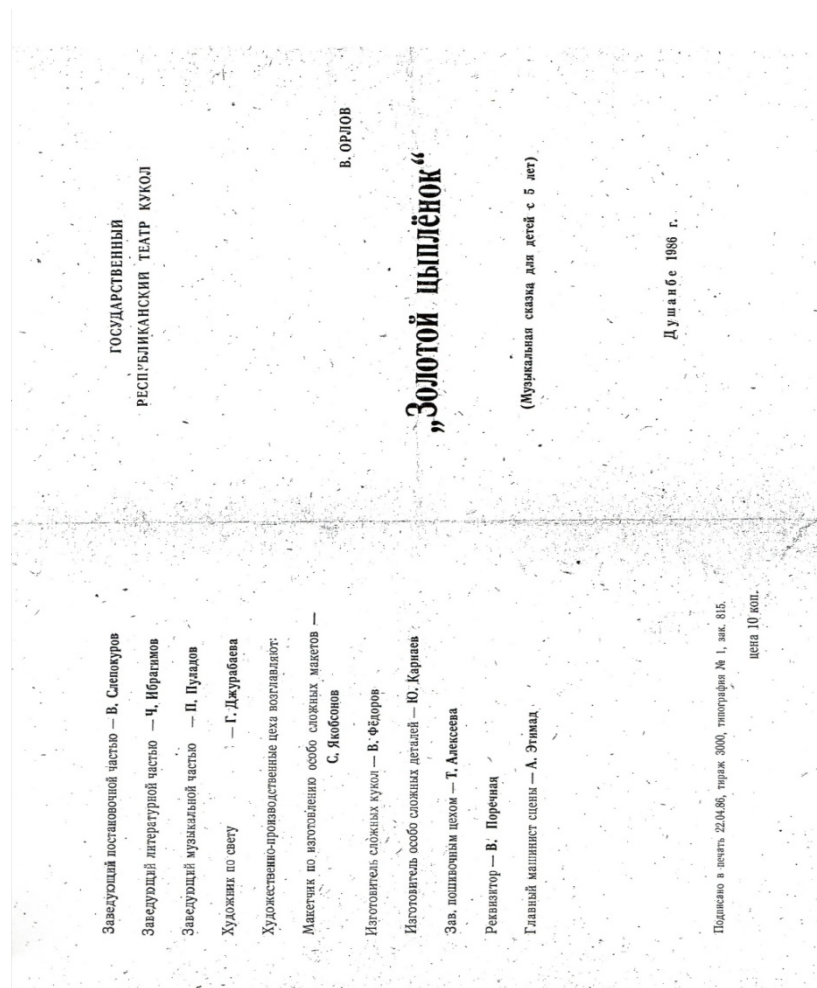 Заведующий постановочной частью — В. Слепокуров
Заведующий литературной частью — Ч. Ибрагимов
Заведующий музыкальной частью — П. Пуладов
Художник по свету — Г. Джурабаева
Художественно-производственные цеха возглавляют:
Макетчик по изготовлению особо сложных макетов —
С. Якобсонов
Изготовитель сложных кукол — В. Фёдоров
Изготовитель особо сложных деталей — Ю. Карнаев
Зав. пошивочным цехом — Т. Алексеева
Реквизитор — В. Поречная
Главный машинист сцены — А. Этимад
Подписано в печать 22.04.86, тираж 3000, типография № 1, зак. 815.
цена 10 коп.
ГОСУДАРСТВЕННЫЙ
РЕСПУБЛИКАНСКИЙ ТЕАТР КУКОЛ
В. ОРЛОВ
„Золотой цыплёнок“
(Музыкальная сказка для детей с 5 лет)
Душанбе 1986 г.